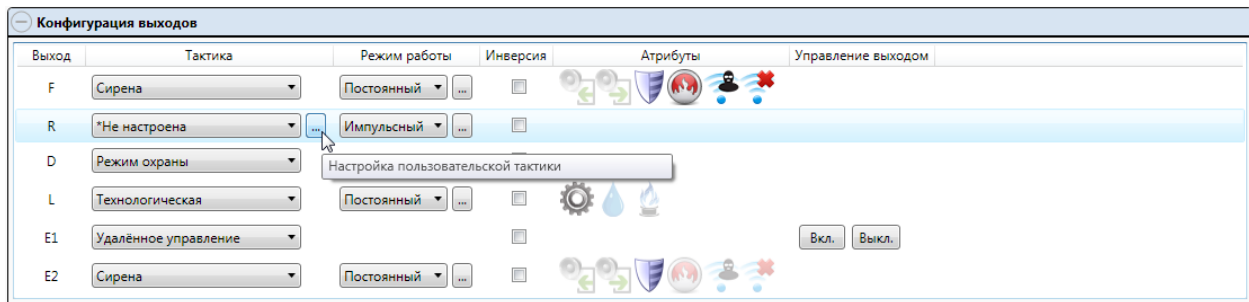 Конфигурация выходов
Выход Тактика Режим работы Инверсия Атрибуты Управление выходом
F Сирена Постоянный ...
R *Не настроена ... Импульсный ...
D Режим охраны
Настройка пользовательской тактики
L Технологическая Постоянный ...
E1 Удалённое управление Вкл. Выкл.
E2 Сирена Постоянный ...